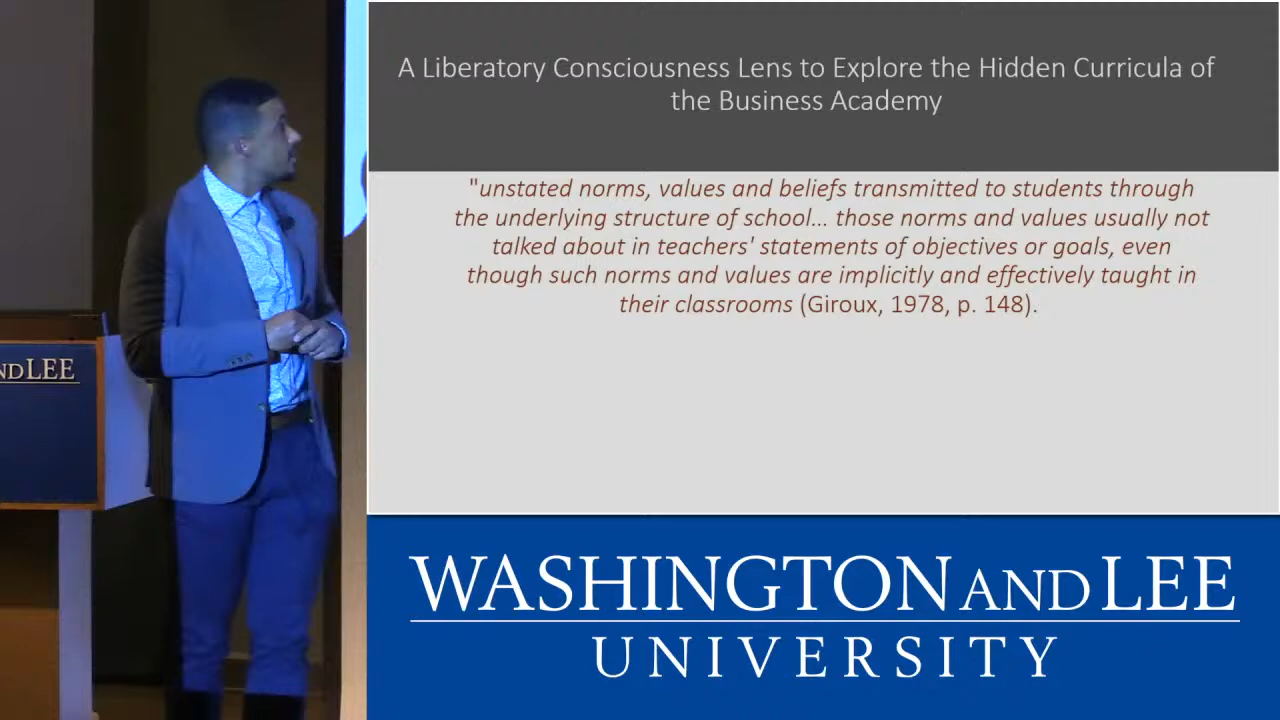 A Liberatory Consciousness Lens to Explore the Hidden Curricula of
the Business Academy
"unstated norms, values and beliefs transmitted to students through
the underlying structure of school… those norms and values usually not
talked about in teachers' statements of objectives or goals, even
though such norms and values are implicitly and effectively taught in
their classrooms (Giroux, 1978, p. 148).
ND LEE
WASHINGTON AND LEE
UNIVERSITY